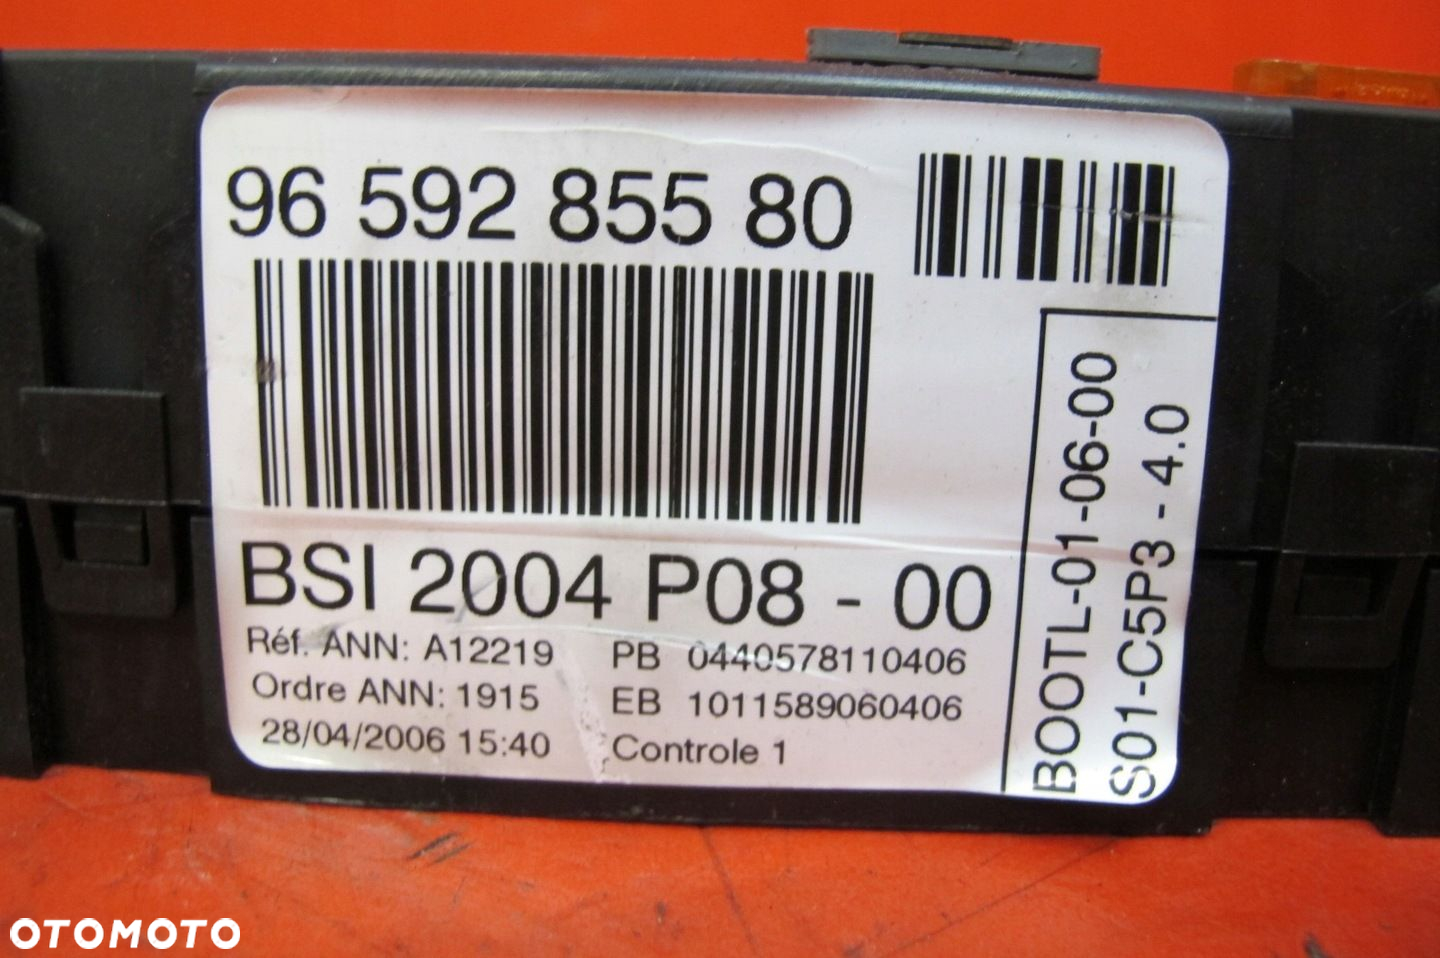 96 592 855 80
BSI 2004 P08 - 00
Réf. ANN: A12219 PB 0440578110406
Ordre ANN: 1915 EB 1011589060406
28/04/2006 15:40 Controle 1
BOOTL-01-06-00
S01-C5P3 - 4.0
OTOMOTO